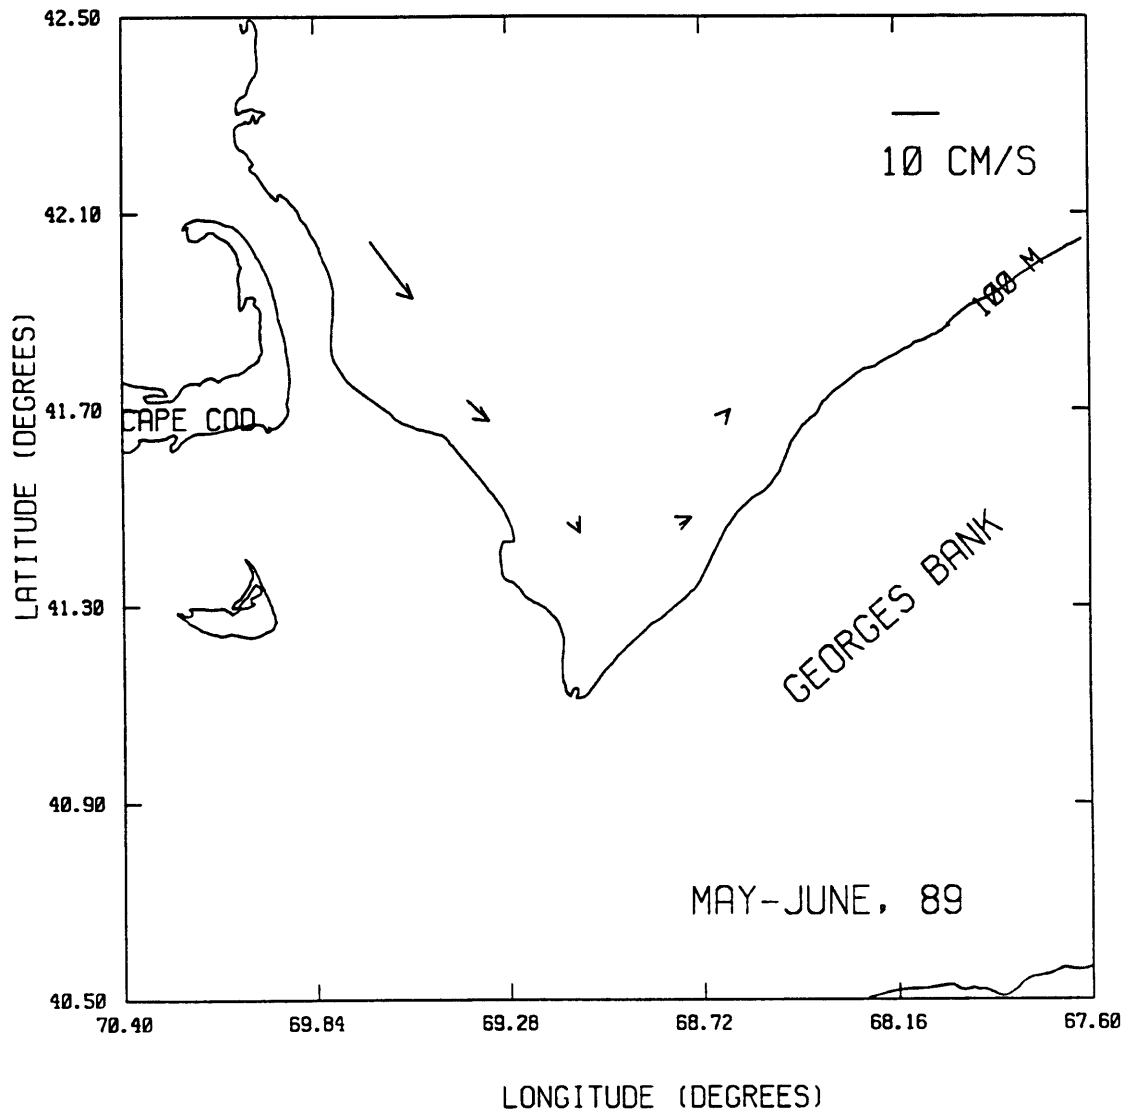 42.50
10 CM/S
42.10
100 M
41.70
CAPE COD
LATITUDE (DEGREES)
GEORGES BANK
41.30
40.90
MAY-JUNE, 89
40.50
70.40 69.84 69.28 68.72 68.16 67.60
LONGITUDE (DEGREES)